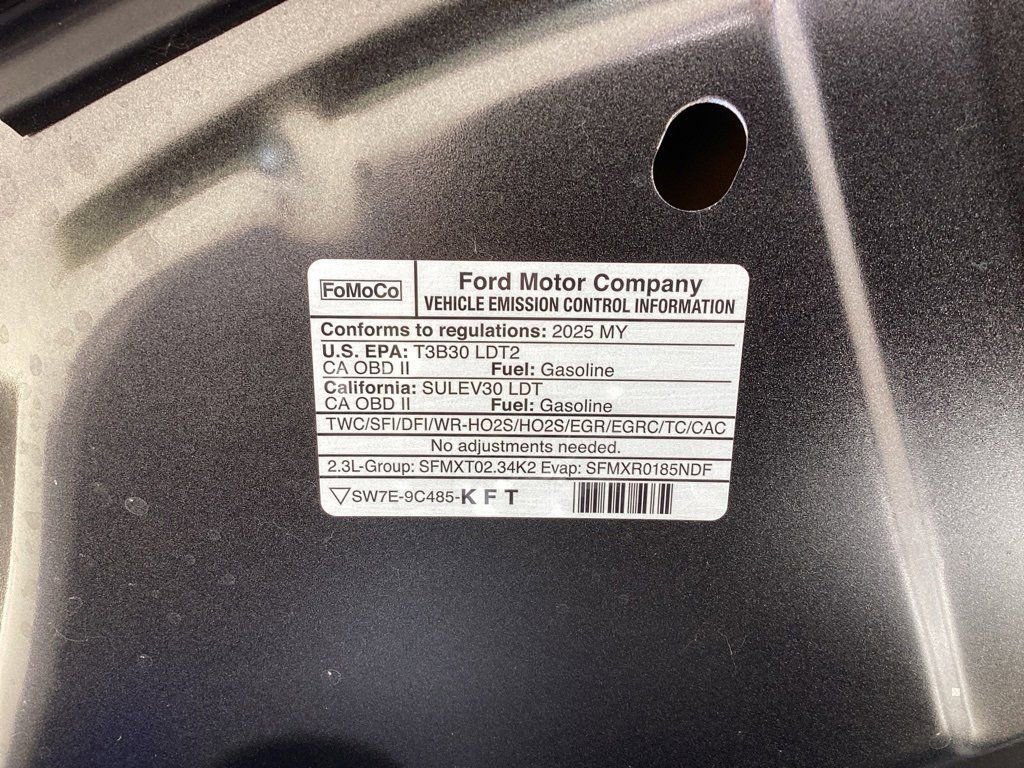 FoMoCo
Ford Motor Company
VEHICLE EMISSION CONTROL INFORMATION
Conforms to regulations: 2025 MY
U.S. EPA: T3B30 LDT2
CA OBD II Fuel: Gasoline
California: SULEV30 LDT
CA OBD II Fuel: Gasoline
TWC/SFI/DFI/WR-HO2S/HO2S/EGR/EGRC/TC/CAC
No adjustments needed.
2.3L-Group: SFMXT02.34K2 Evap: SFMXR0185NDF
SW7E-9C485-K F T